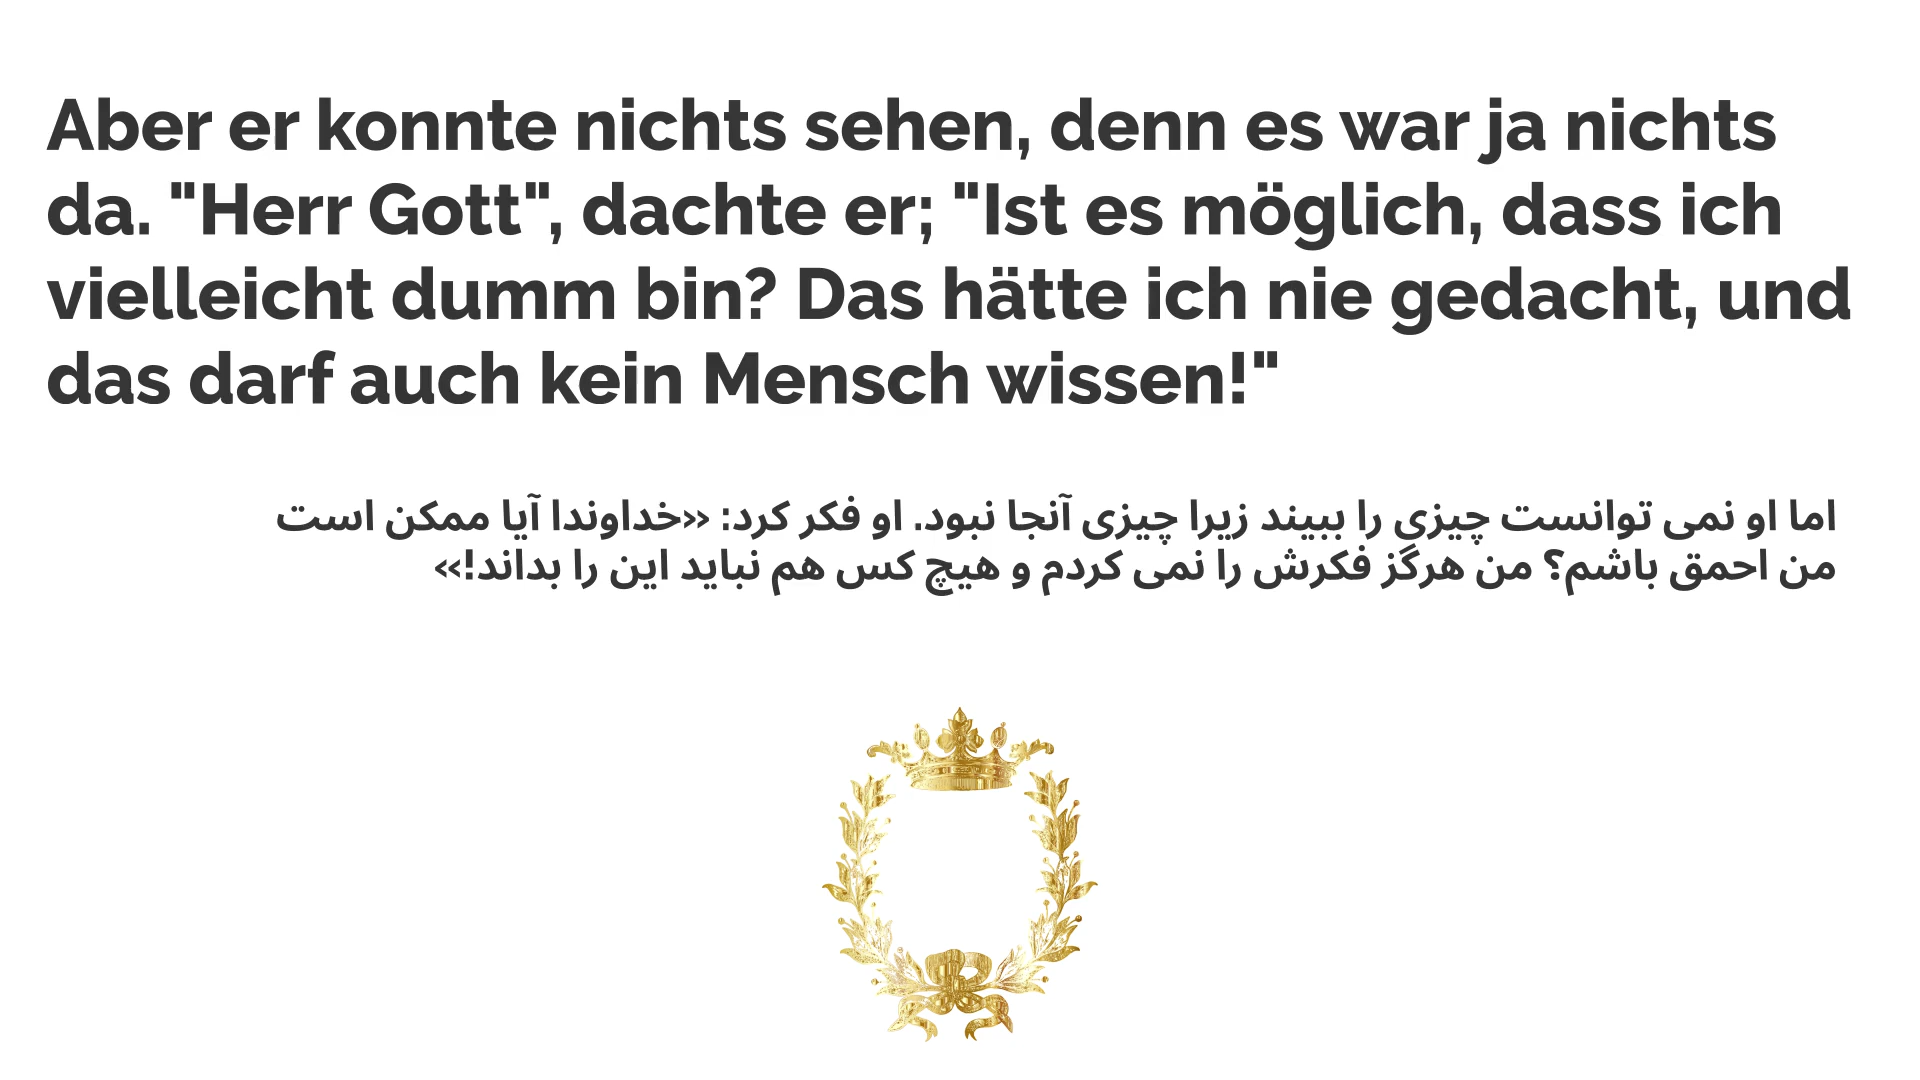 Aber er konnte nichts sehen, denn es war ja nichts
da. "Herr Gott", dachte er; "Ist es möglich, dass ich
vielleicht dumm bin? Das hätte ich nie gedacht, und
das darf auch kein Mensch wissen!"
اما او نمی توانست چیزی را ببیند زیرا چیزی آنجا نبود. او فکر کرد: «خداوندا آیا ممکن است
من احمق باشم؟ من هرگز فکرش را نمی کردم و هیچ کس هم نباید این را بداند!»